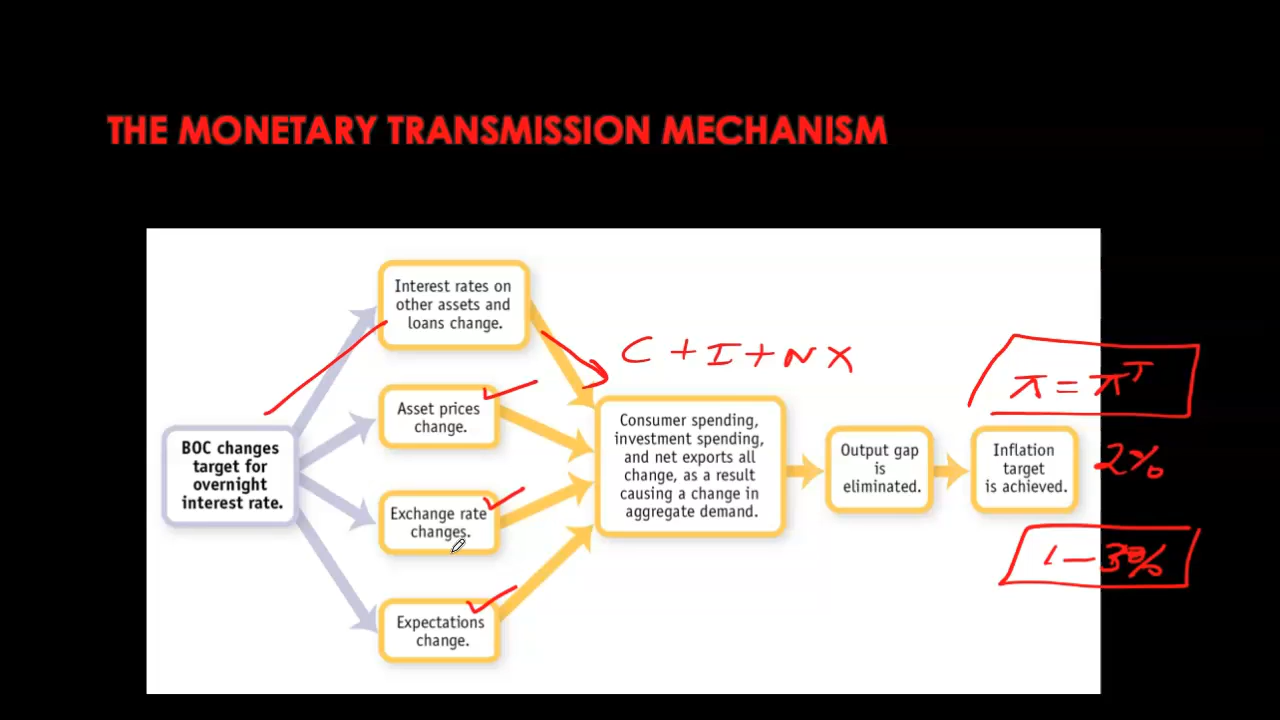 THE MONETARY TRANSMISSION MECHANISM
Interest rates on
other assets and
loans change.
C + I + N X
π = π^T
Asset prices
change.
BOC changes
target for
overnight
interest rate.
Consumer spending,
investment spending,
and net exports all
change, as a result
causing a change in
aggregate demand.
Output gap
is
eliminated.
Inflation
target
is achieved.
2%
Exchange rate
changes.
1 – 3%
Expectations
change.